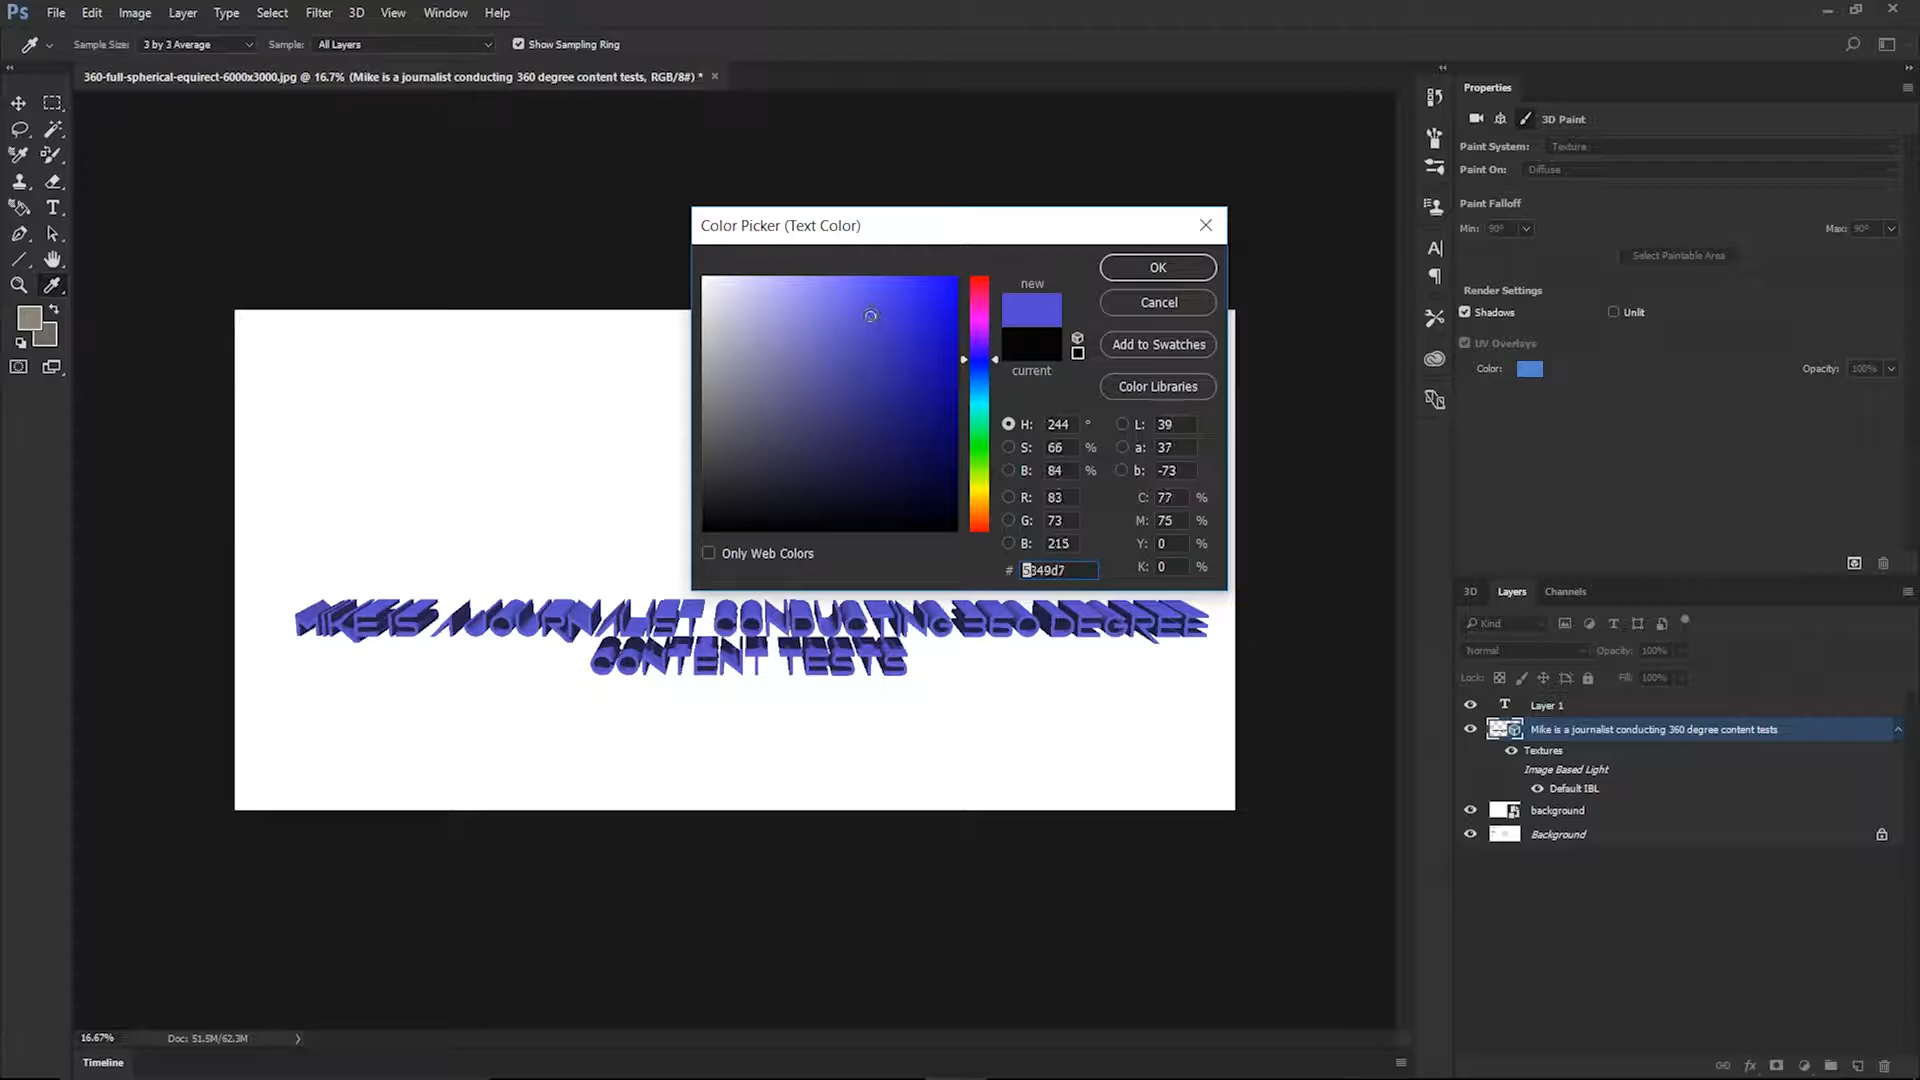 Ps File Edit Image Layer Type Select Filter 3D View Window Help
Sample Size: 3 by 3 Average Sample: All Layers Show Sampling Ring
360-full-spherical-equirect-6000x3000.jpg @ 16.7% (Mike is a journalist conducting 360 degree content tests, RGB/8#) *
Color Picker (Text Color)
OK
new
Cancel
Add to Swatches
current
Color Libraries
H: 244 ° L: 39
S: 66 % a: 37
B: 84 % b: -73
R: 83 C: 77 %
G: 73 M: 75 %
B: 215 Y: 0 %
# 5349d7 K: 0 %
Only Web Colors
MIKE IS A JOURNALIST CONDUCTING 360 DEGREE
CONTENT TESTS
Properties
3D Paint
Paint System: Texture
Paint On: Diffuse
Paint Falloff
Min: 90° Max: 90°
Select Paintable Area
Render Settings
Shadows Unlit
UV Overlays
Color: Opacity: 100%
3D Layers Channels
Kind
Normal Opacity: 100%
Lock: Fill: 100%
T Layer 1
Mike is a journalist conducting 360 degree content tests
Textures
Image Based Light
Default IBL
background
Background
fx
16.67% Doc: 51.5M/62.3M
Timeline